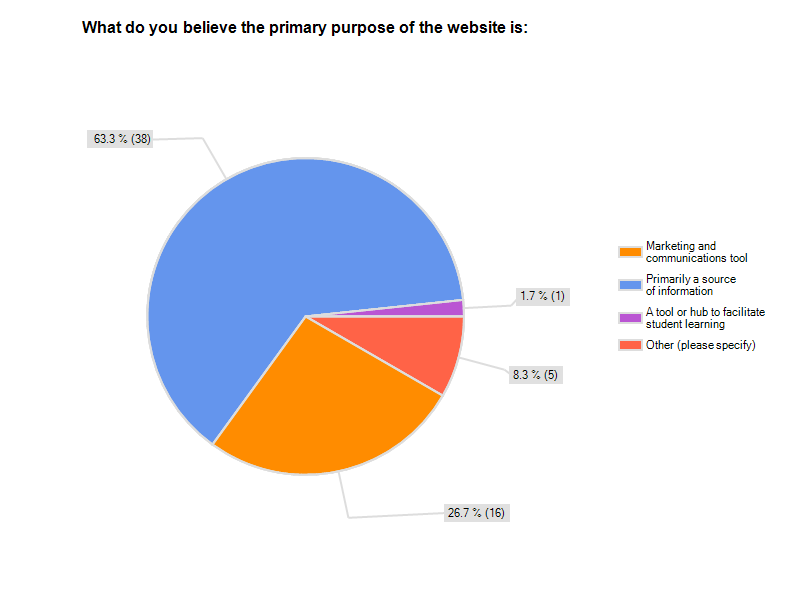 What do you believe the primary purpose of the website is:
63.3 % (38)
1.7 % (1)
8.3 % (5)
26.7 % (16)
Marketing and
communications tool
Primarily a source
of information
A tool or hub to facilitate
student learning
Other (please specify)